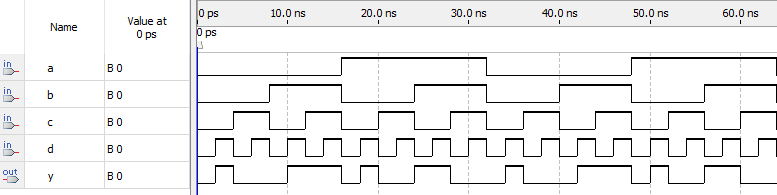 Name
Value at
0 ps
0 ps
10.0 ns
20.0 ns
30.0 ns
40.0 ns
50.0 ns
60.0 ns
0 ps
in a B 0
in b B 0
in c B 0
in d B 0
out y B 0